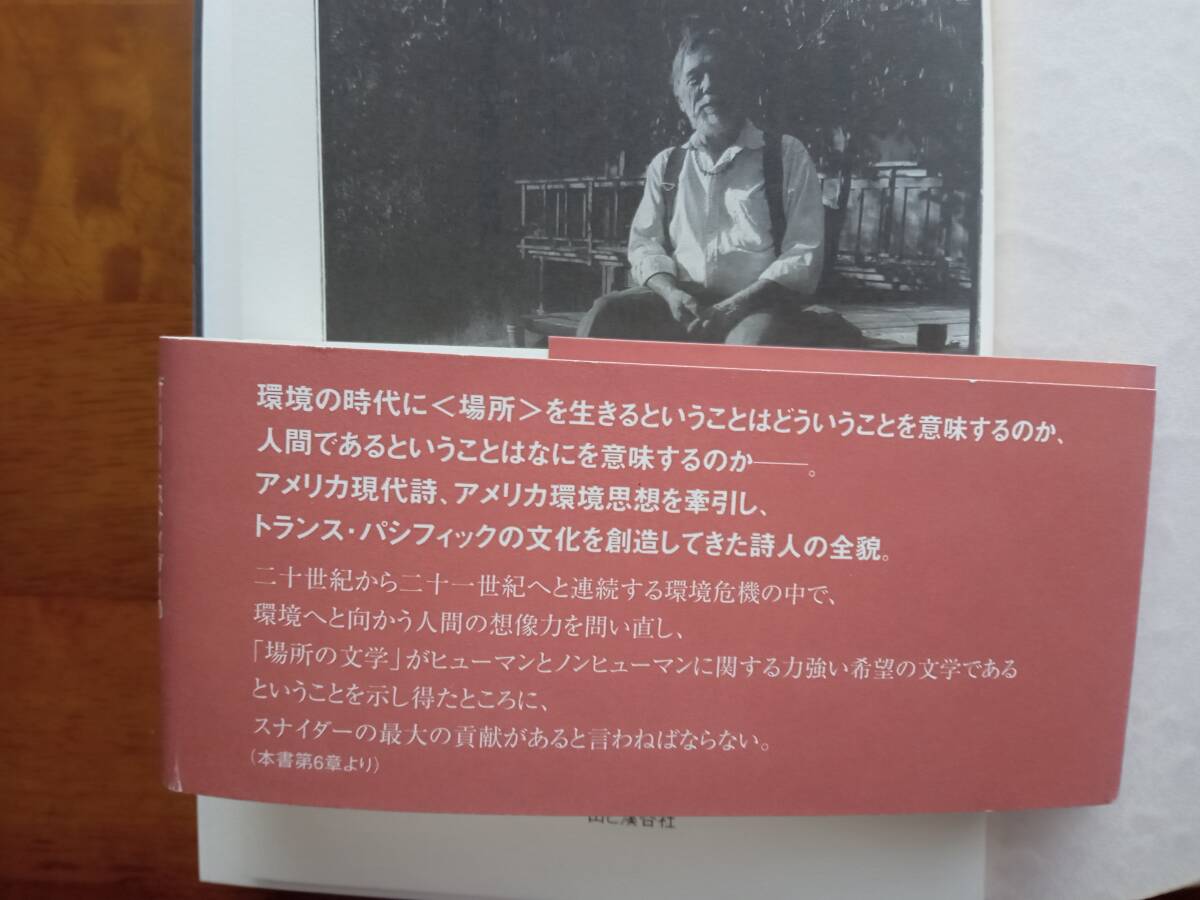 環境の時代に＜場所＞を生きるということはどういうことを意味するのか、
人間であるということはなにを意味するのか――。
アメリカ現代詩、アメリカ環境思想を牽引し、
トランス・パシフィックの文化を創造してきた詩人の全貌。
二十世紀から二十一世紀へと連続する環境危機の中で、
環境へと向かう人間の想像力を問い直し、
「場所の文学」がヒューマンとノンヒューマンに関する力強い希望の文学である
ということを示し得たところに、
スナイダーの最大の貢献があると言わねばならない。
（本書第6章より）
山と溪谷社